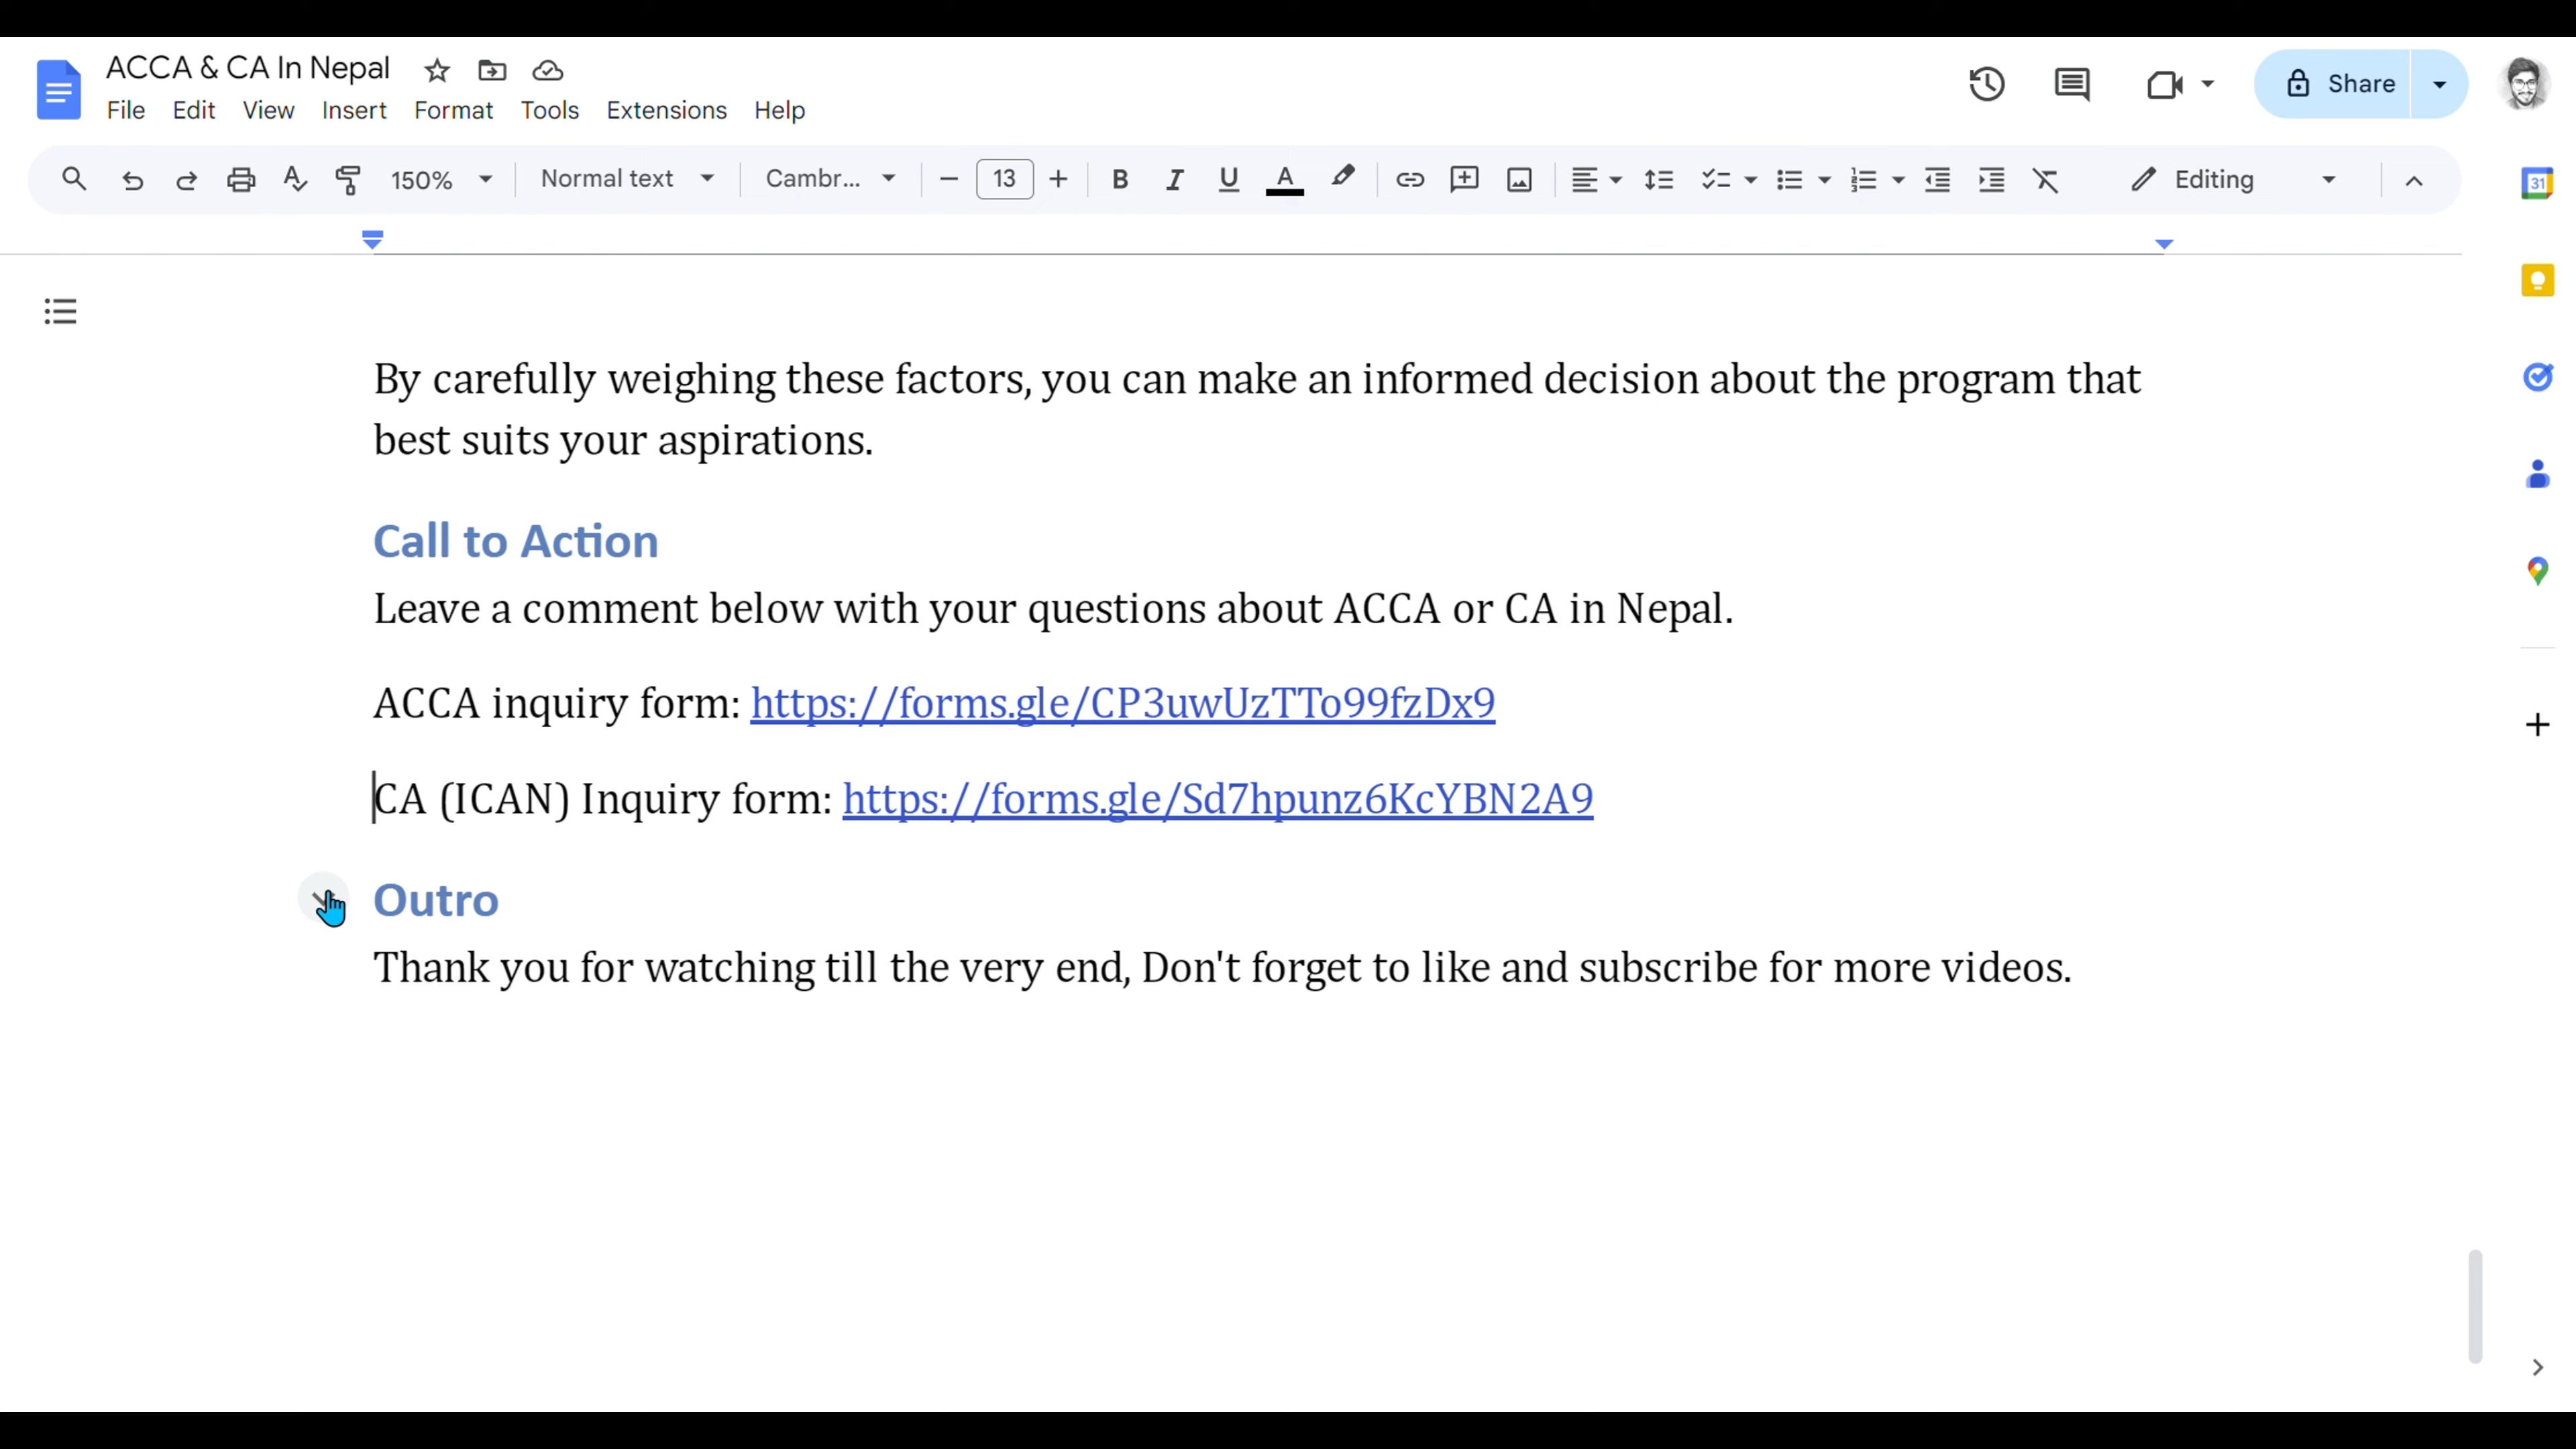 ACCA & CA In Nepal
File Edit View Insert Format Tools Extensions Help
Share
150% Normal text Cambr... 13 B I U A Editing
31
By carefully weighing these factors, you can make an informed decision about the program that
best suits your aspirations.
Call to Action
Leave a comment below with your questions about ACCA or CA in Nepal.
ACCA inquiry form: https://forms.gle/CP3uwUzTTo99fzDx9
CA (ICAN) Inquiry form: https://forms.gle/Sd7hpunz6KcYBN2A9
Outro
Thank you for watching till the very end, Don't forget to like and subscribe for more videos.